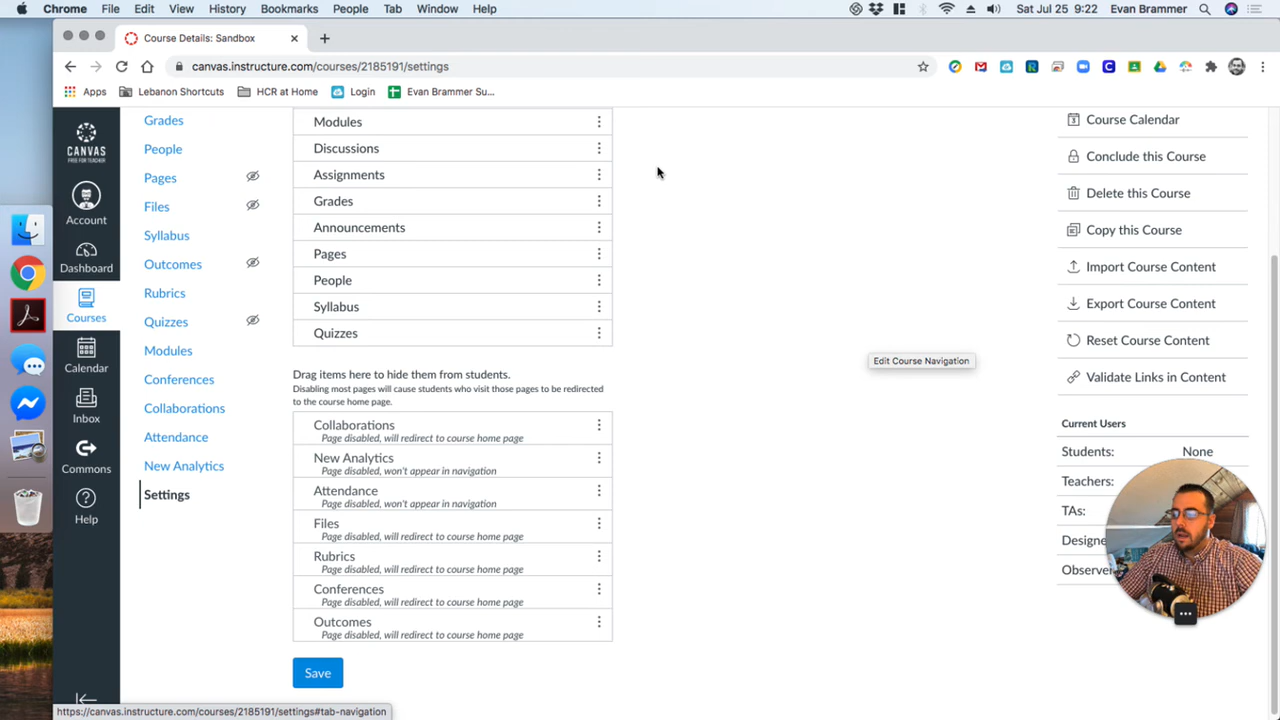 Chrome File Edit View History Bookmarks People Tab Window Help Sat Jul 25 9:22 Evan Brammer
Course Details: Sandbox
canvas.instructure.com/courses/2185191/settings
Apps Lebanon Shortcuts HCR at Home Login Evan Brammer Su...
CANVAS
FREE FOR TEACHER
Account
Dashboard
Courses
Calendar
Inbox
Commons
Help
Grades
People
Pages
Files
Syllabus
Outcomes
Rubrics
Quizzes
Modules
Conferences
Collaborations
Attendance
New Analytics
Settings
Modules
Discussions
Assignments
Grades
Announcements
Pages
People
Syllabus
Quizzes
Drag items here to hide them from students.
Disabling most pages will cause students who visit those pages to be redirected
to the course home page.
Collaborations
Page disabled, will redirect to course home page
New Analytics
Page disabled, won't appear in navigation
Attendance
Page disabled, won't appear in navigation
Files
Page disabled, will redirect to course home page
Rubrics
Page disabled, will redirect to course home page
Conferences
Page disabled, will redirect to course home page
Outcomes
Page disabled, will redirect to course home page
Save
Edit Course Navigation
Course Calendar
Conclude this Course
Delete this Course
Copy this Course
Import Course Content
Export Course Content
Reset Course Content
Validate Links in Content
Current Users
Students: None
Teachers:
TAs:
Designe
Observer
https://canvas.instructure.com/courses/2185191/settings#tab-navigation